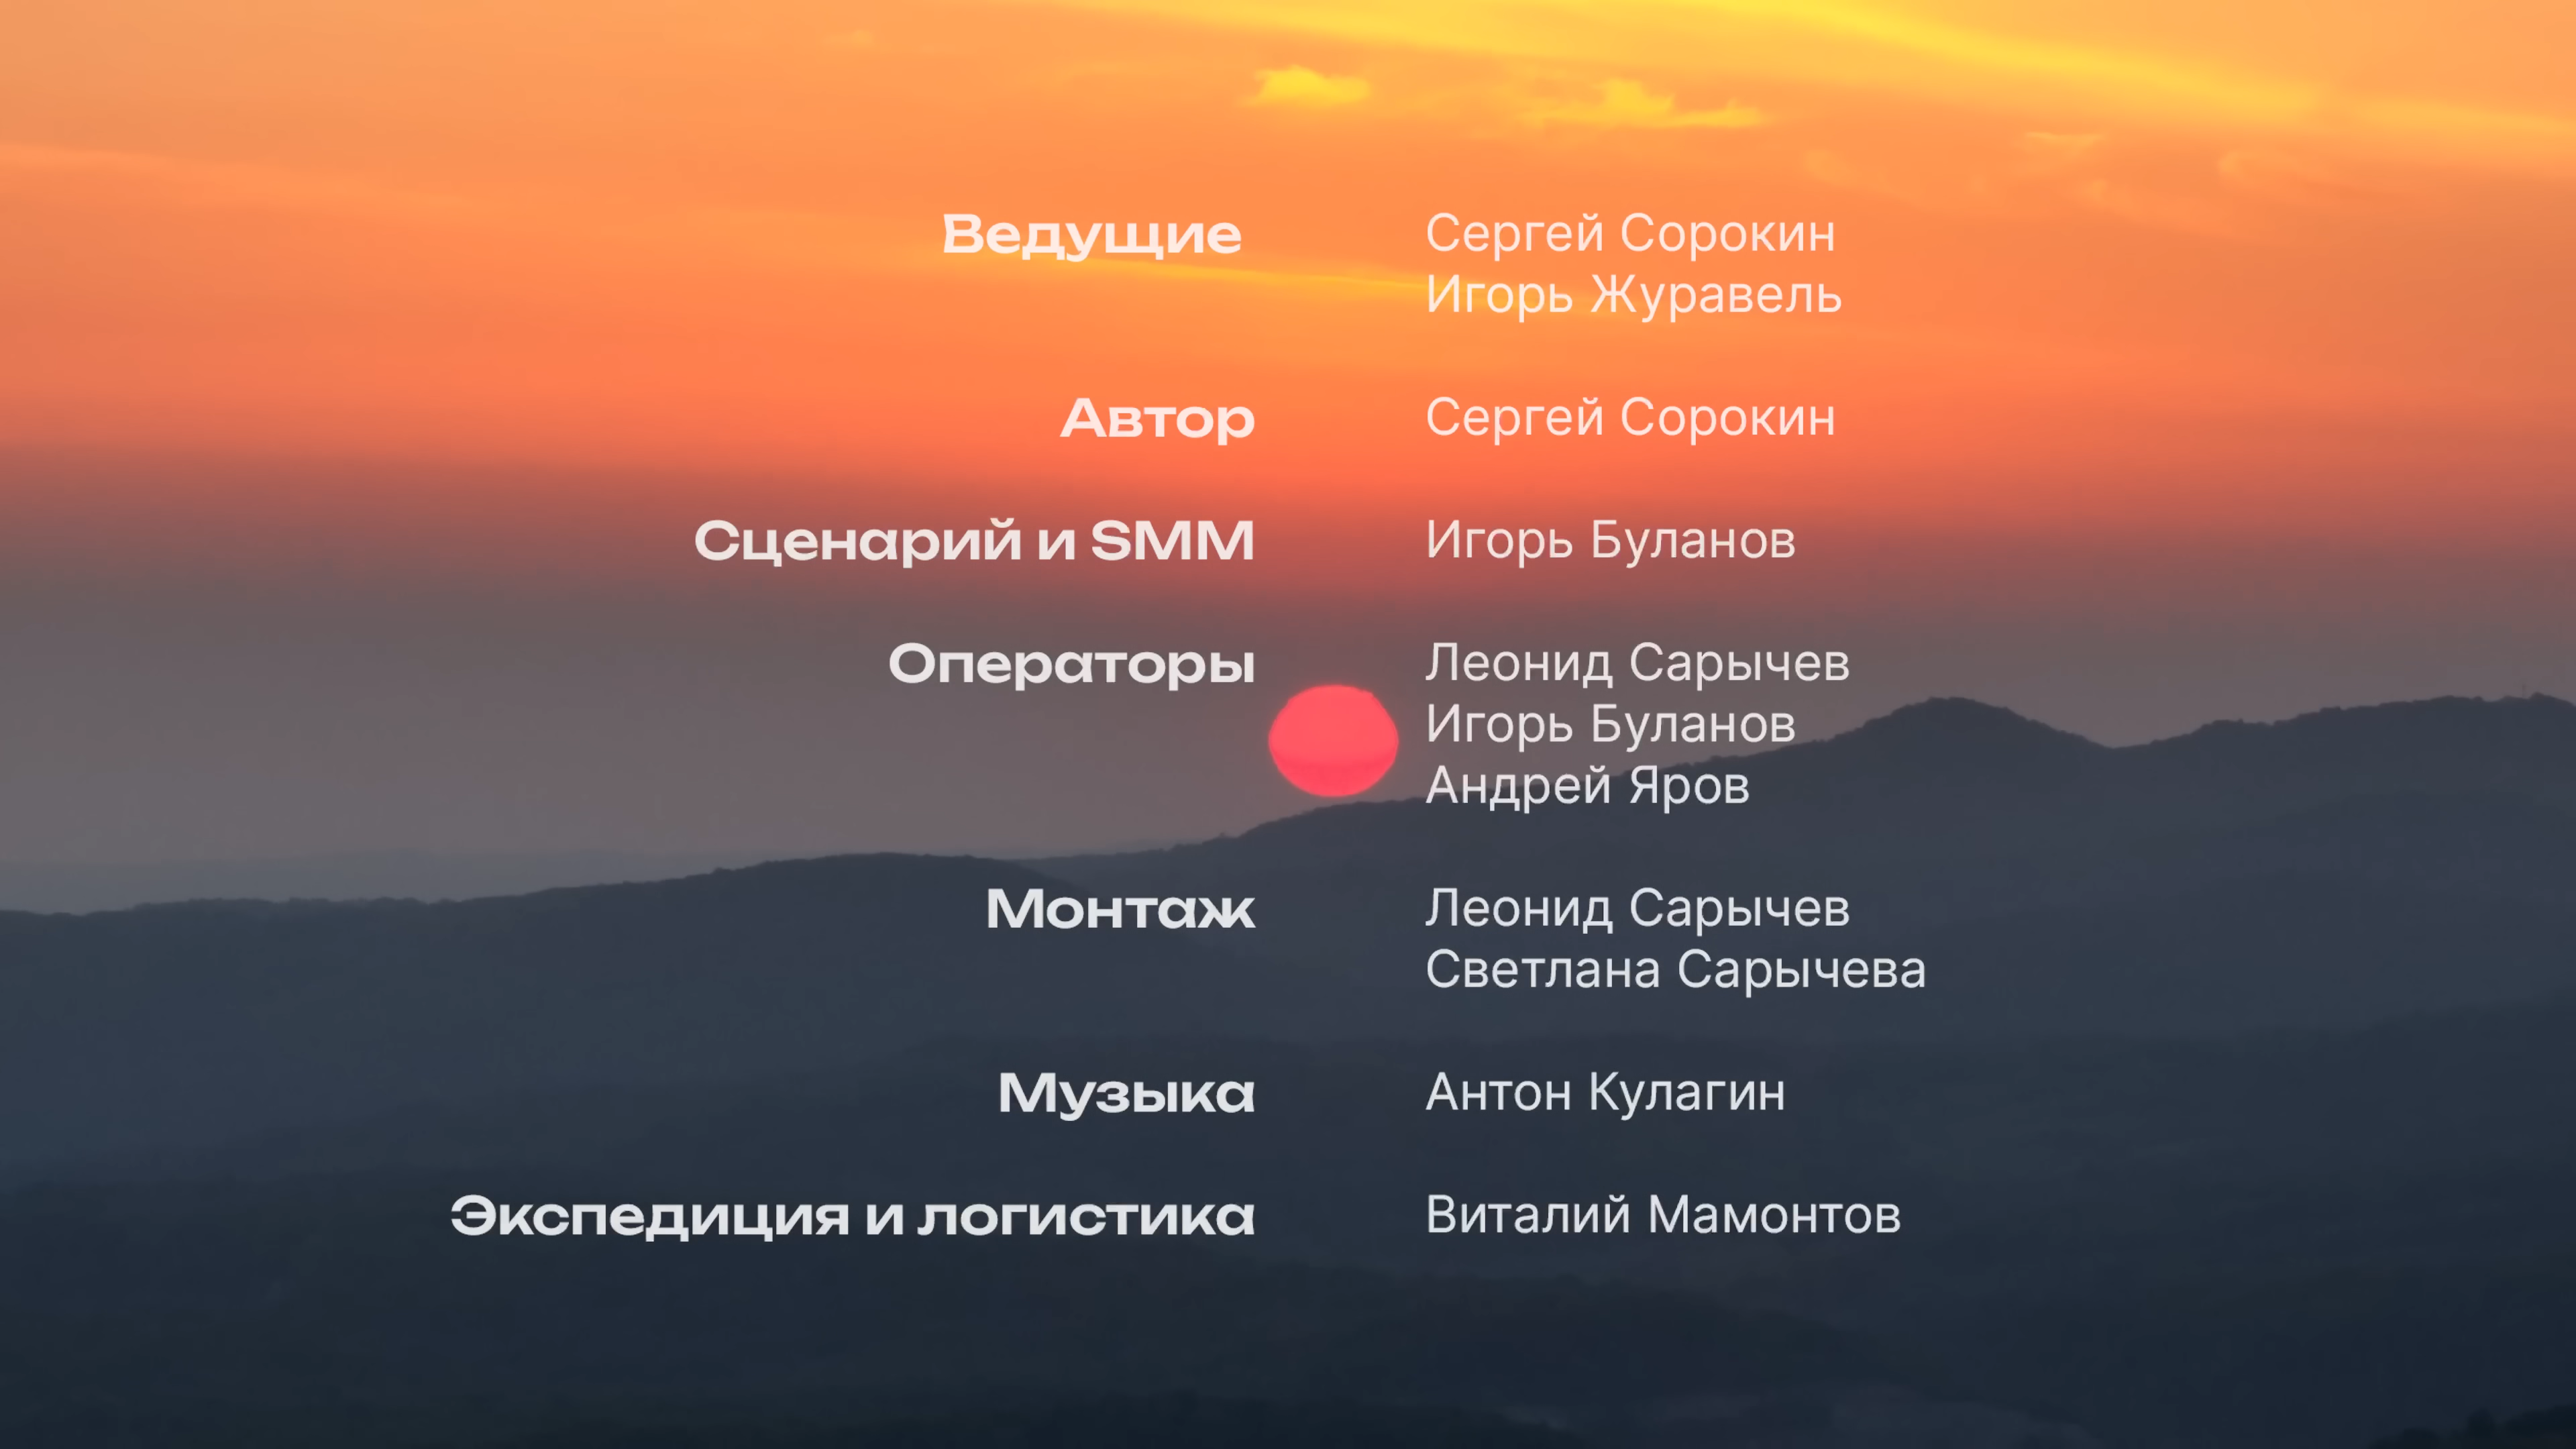 Ведущие Сергей Сорокин
Игорь Журавель
Автор Сергей Сорокин
Сценарий и SMM Игорь Буланов
Операторы Леонид Сарычев
Игорь Буланов
Андрей Яров
Монтаж Леонид Сарычев
Светлана Сарычева
Музыка Антон Кулагин
Экспедиция и логистика Виталий Мамонтов